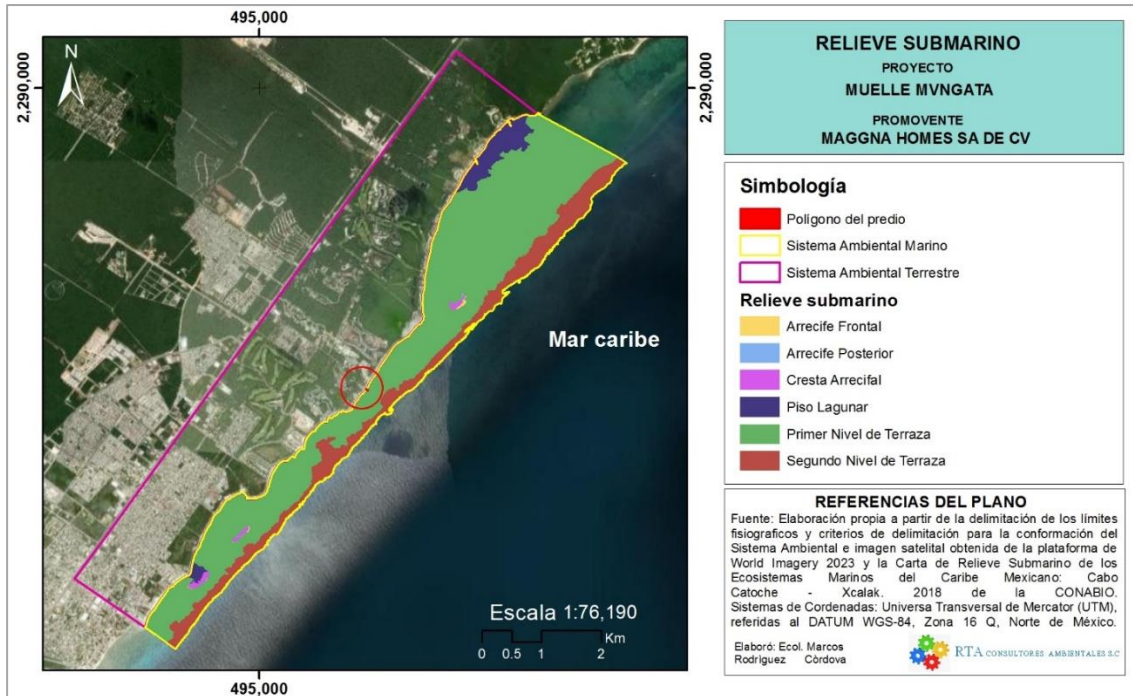 495,000
2,290,000
2,290,000
N
Mar caribe
Escala 1:76,190
Km
0 0.5 1 2
495,000
RELIEVE SUBMARINO
PROYECTO
MUELLE MVNGATA
PROMOVENTE
MAGGNA HOMES SA DE CV
Simbología
Polígono del predio
Sistema Ambiental Marino
Sistema Ambiental Terrestre
Relieve submarino
Arrecife Frontal
Arrecife Posterior
Cresta Arrecifal
Piso Lagunar
Primer Nivel de Terraza
Segundo Nivel de Terraza
REFERENCIAS DEL PLANO
Fuente: Elaboración propia a partir de la delimitación de los límites
fisiograficos y criterios de delimitación para la conformación del
Sistema Ambiental e imagen satelital obtenida de la plataforma de
World Imagery 2023 y la Carta de Relieve Submarino de los
Ecosistemas Marinos del Caribe Mexicano: Cabo
Catoche - Xcalak. 2018 de la CONABIO.
Sistemas de Cordenadas: Universa Transversal de Mercator (UTM),
referidas al DATUM WGS-84, Zona 16 Q, Norte de México.
Elaboró: Ecol. Marcos
Rodríguez Còrdova
RTA CONSULTORES AMBIENTALES S.C